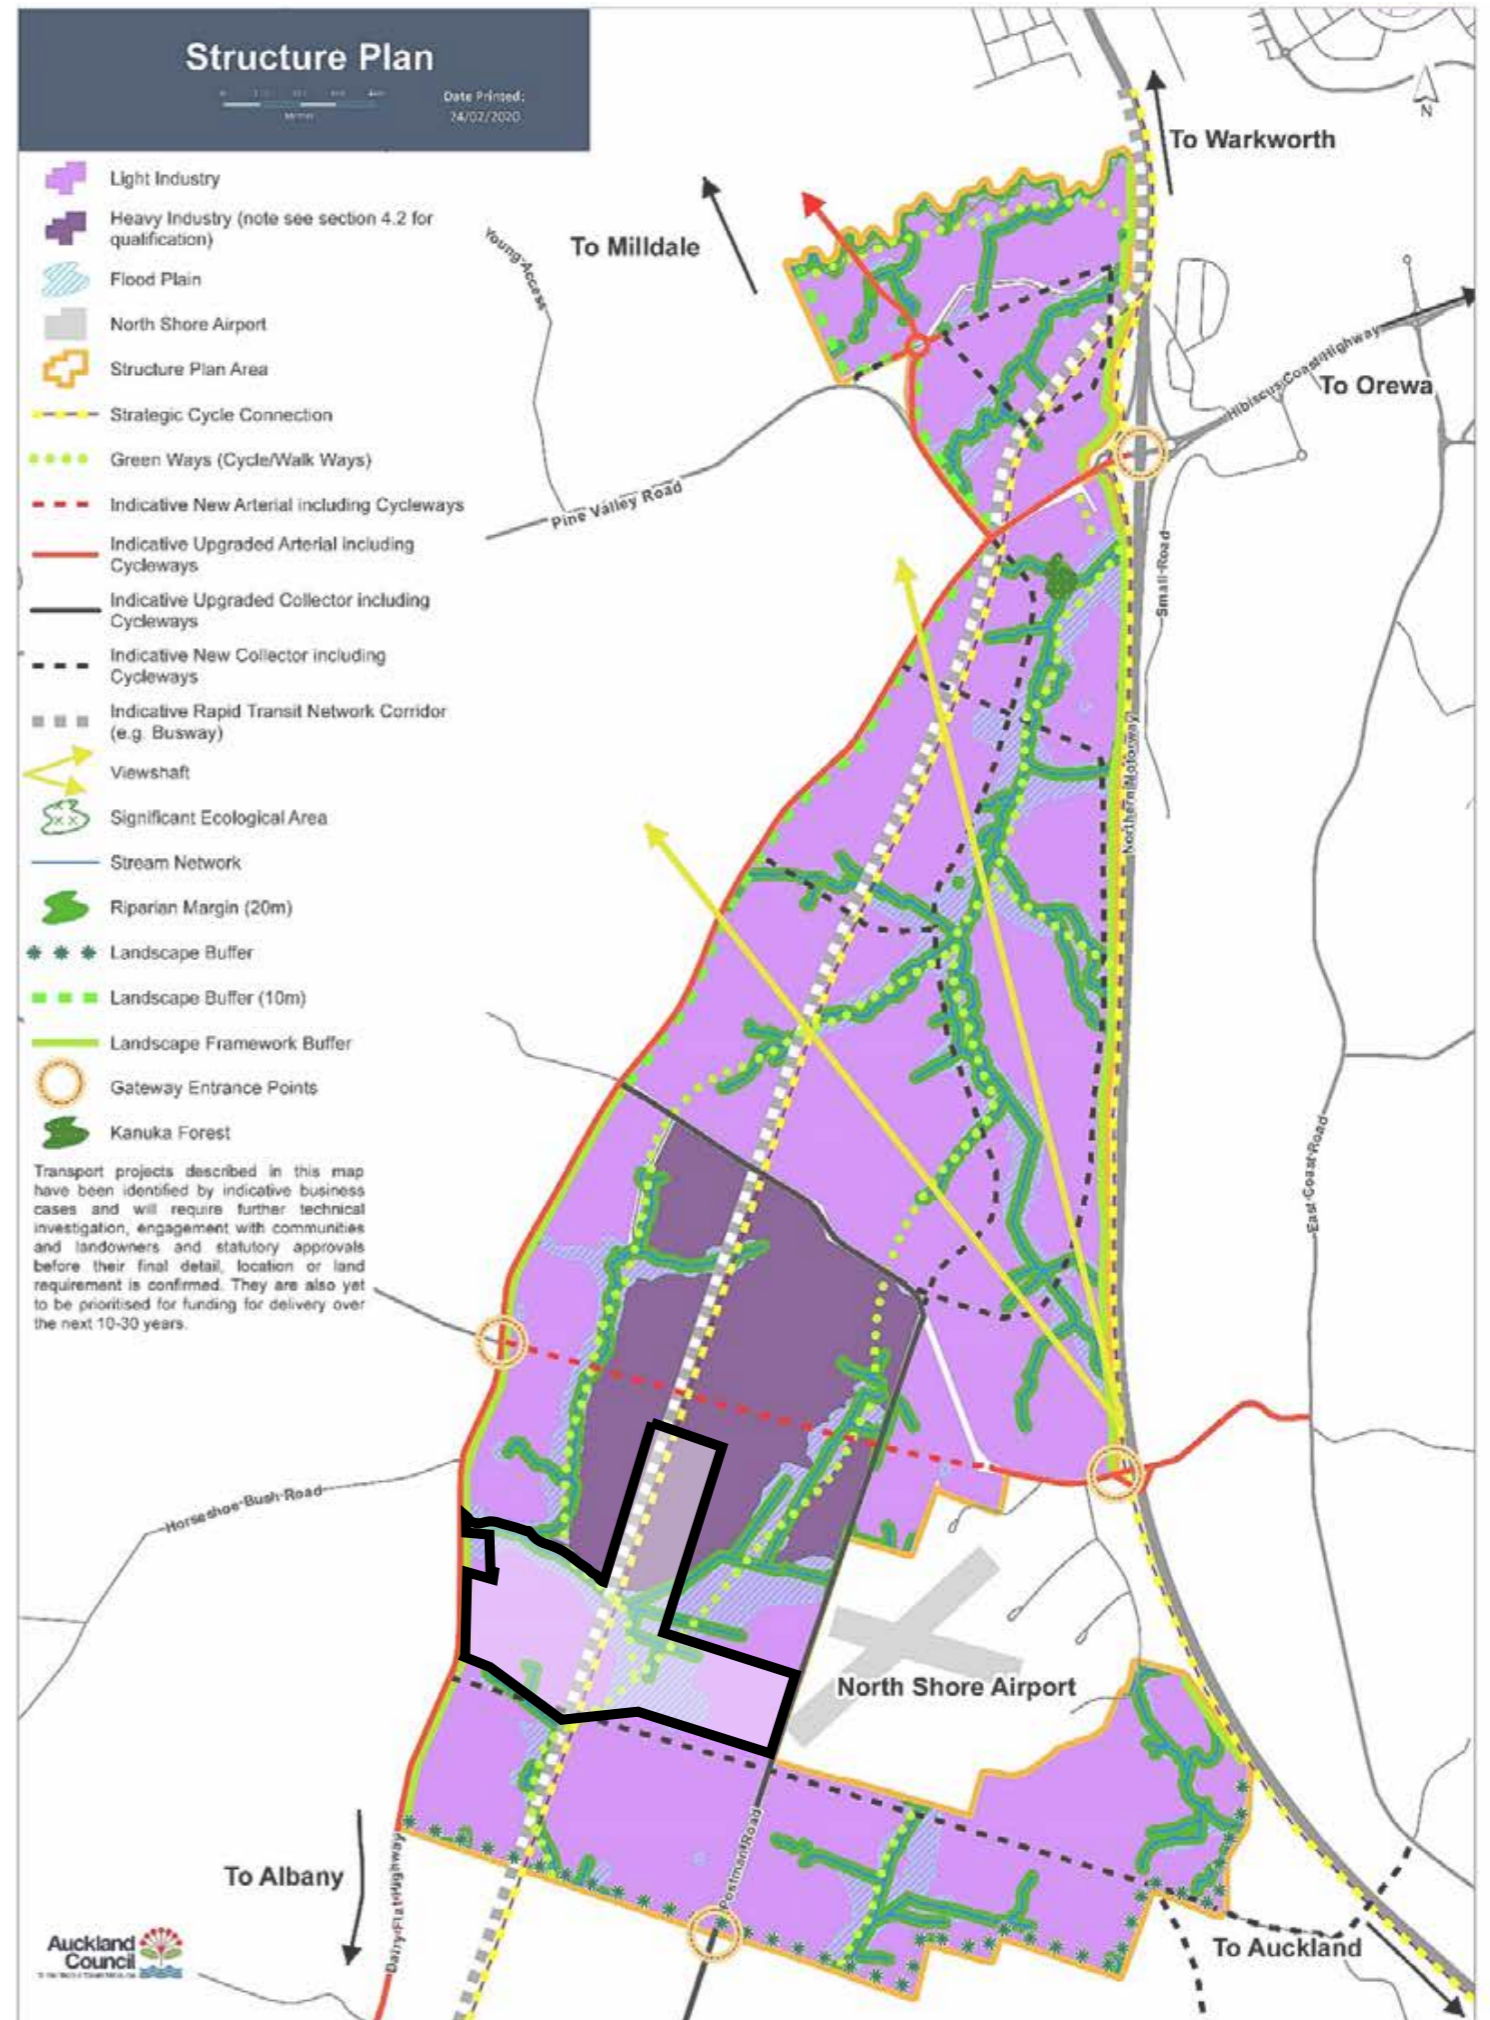 Structure Plan
Date Printed:
24/02/2020
Light Industry
Heavy Industry (note see section 4.2 for
qualification)
Flood Plain
North Shore Airport
Structure Plan Area
Strategic Cycle Connection
Green Ways (Cycle/Walk Ways)
Indicative New Arterial including Cycleways
Indicative Upgraded Arterial including
Cycleways
Indicative Upgraded Collector including
Cycleways
Indicative New Collector including
Cycleways
Indicative Rapid Transit Network Corridor
(e.g. Busway)
Viewshaft
Significant Ecological Area
Stream Network
Riparian Margin (20m)
Landscape Buffer
Landscape Buffer (10m)
Landscape Framework Buffer
Gateway Entrance Points
Kanuka Forest
Transport projects described in this map
have been identified by indicative business
cases and will require further technical
investigation, engagement with communities
and landowners and statutory approvals
before their final detail, location or land
requirement is confirmed. They are also yet
to be prioritised for funding for delivery over
the next 10-30 years.
N
To Warkworth
To Milldale
Young Access
Hibiscus Coast Highway
To Orewa
Pine Valley Road
Small Road
Northern Motorway
East Coast Road
Horseshoe Bush Road
North Shore Airport
Postman Road
Dairy Flat Highway
To Albany
To Auckland
Auckland
Council